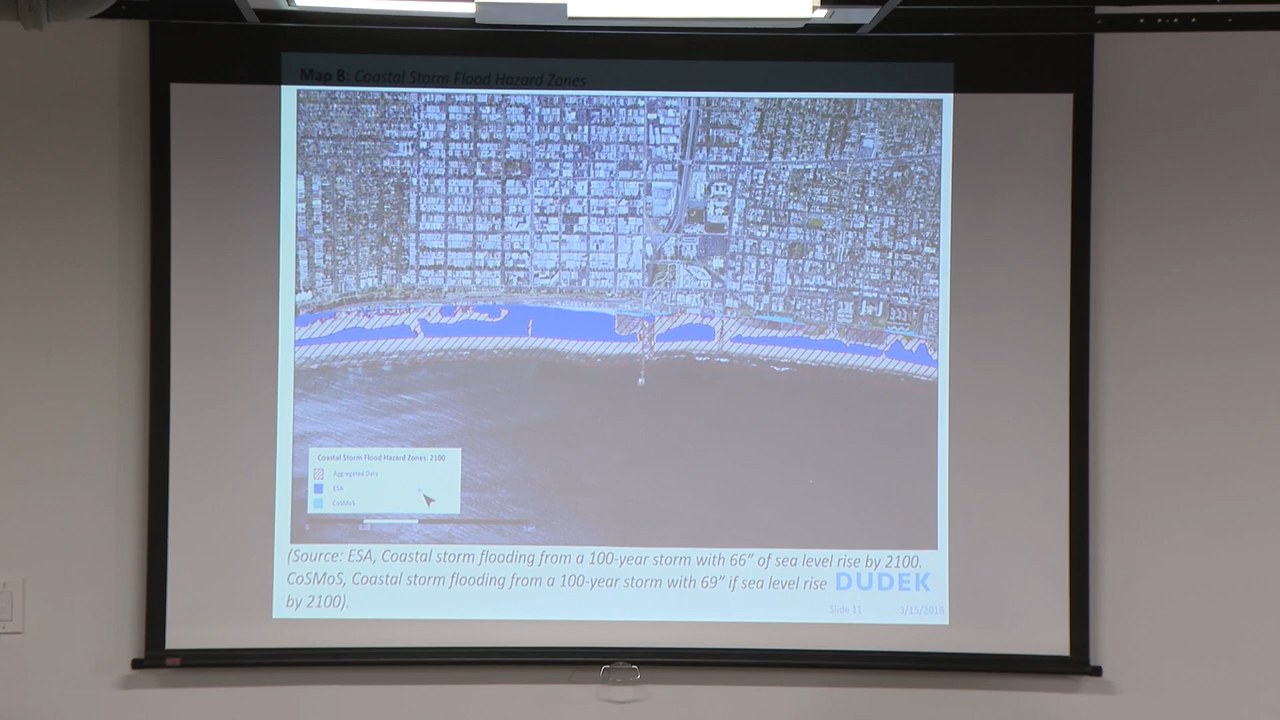 Map B: Coastal Storm Flood Hazard Zones
Coastal Storm Flood Hazard Zones: 2100
Aggregated Data
ESA
CoSMoS
(Source: ESA, Coastal storm flooding from a 100-year storm with 66” of sea level rise by 2100.
CoSMoS, Coastal storm flooding from a 100-year storm with 69” if sea level rise
by 2100).
DUDEK
Slide 11
3/15/2018